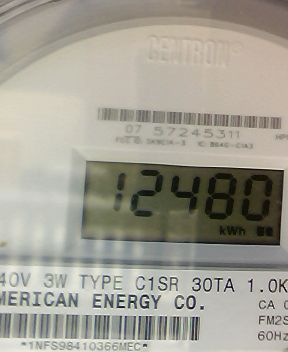 CENTRON®
07 57245311
12480
kWh
40V 3W TYPE C1SR 30TA 1.0K
MERICAN ENERGY CO.
CA 0
FM2S
60Hz
*1NFS98410366MEC*